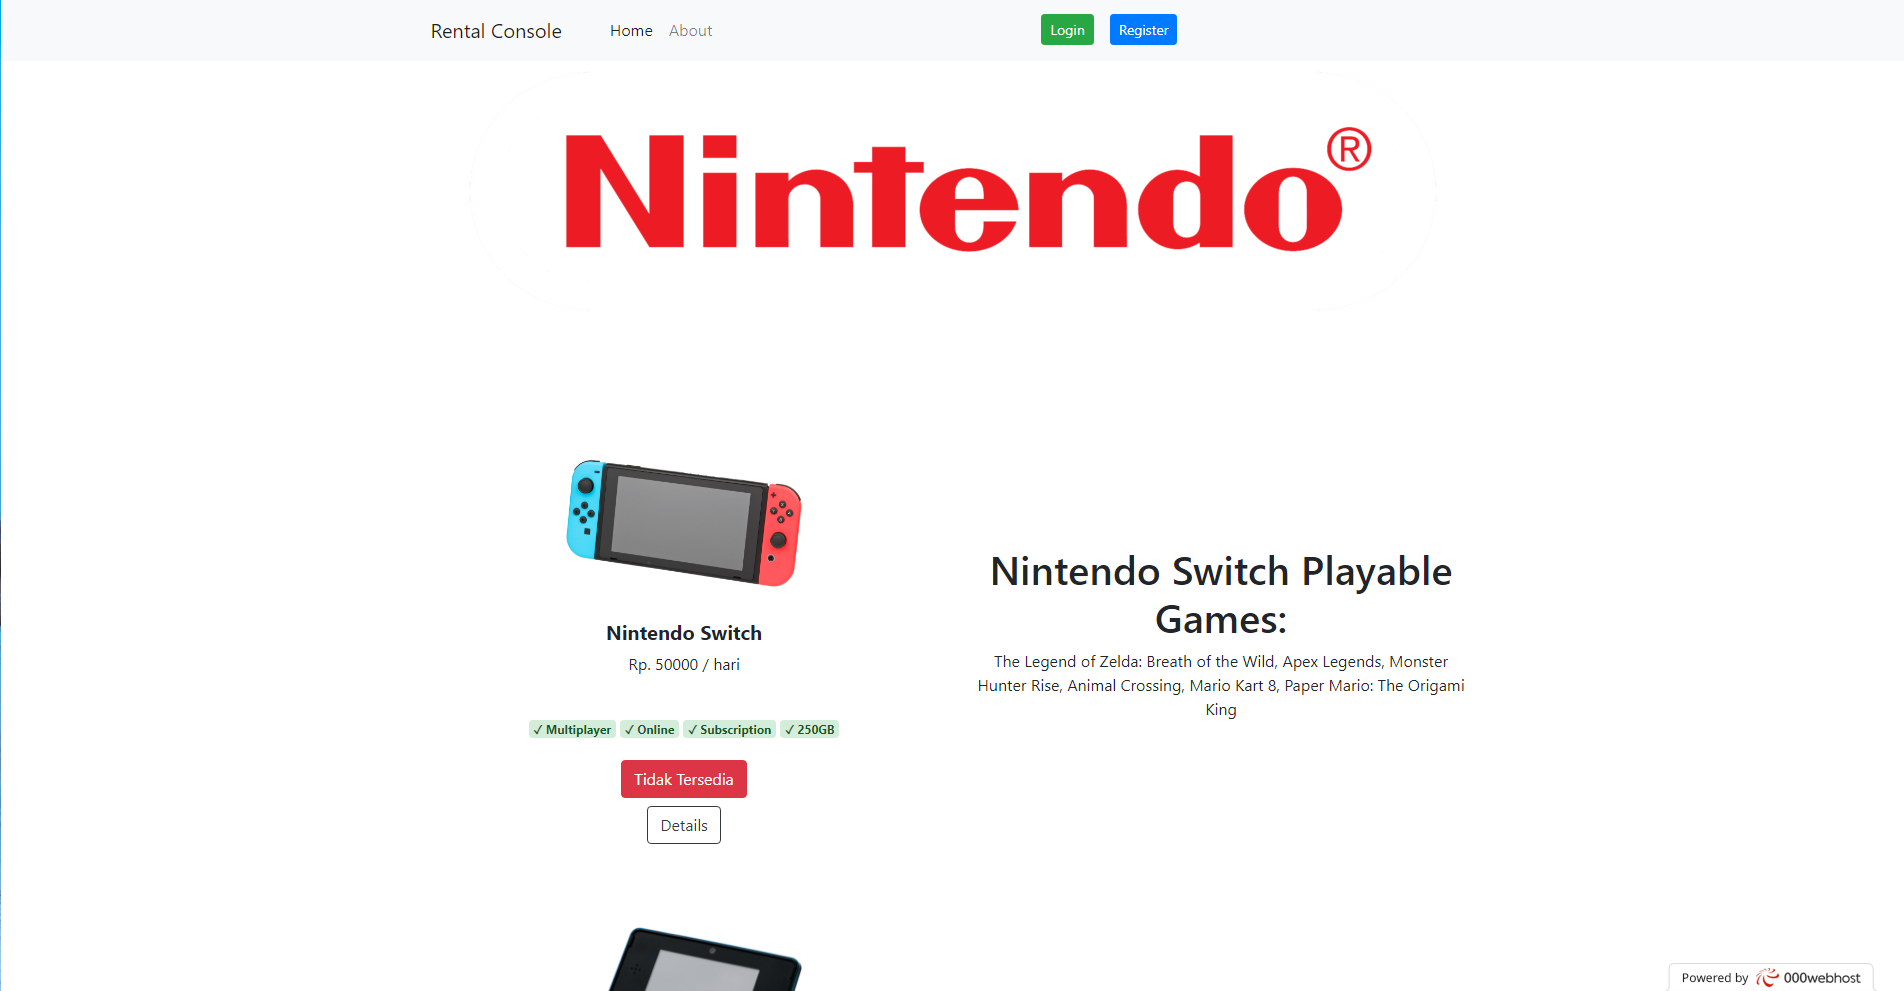 Rental Console Home About Login Register
Nintendo®
Nintendo Switch
Rp. 50000 / hari
✓ Multiplayer ✓ Online ✓ Subscription ✓ 250GB
Tidak Tersedia
Details
Nintendo Switch Playable
Games:
The Legend of Zelda: Breath of the Wild, Apex Legends, Monster
Hunter Rise, Animal Crossing, Mario Kart 8, Paper Mario: The Origami
King
Powered by 000webhost